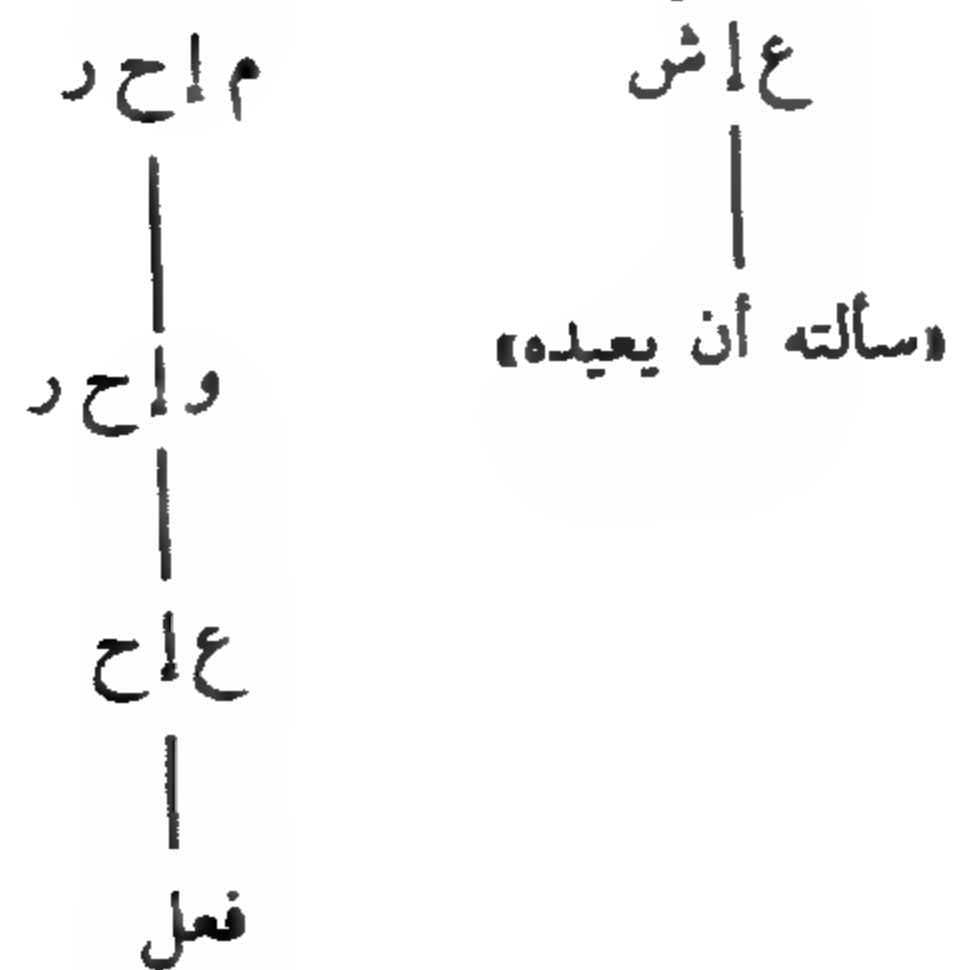 ع إ ش
م إ ح ر
«سألته أن يعيده»
و إ ح ر
ع إ ح
فعل